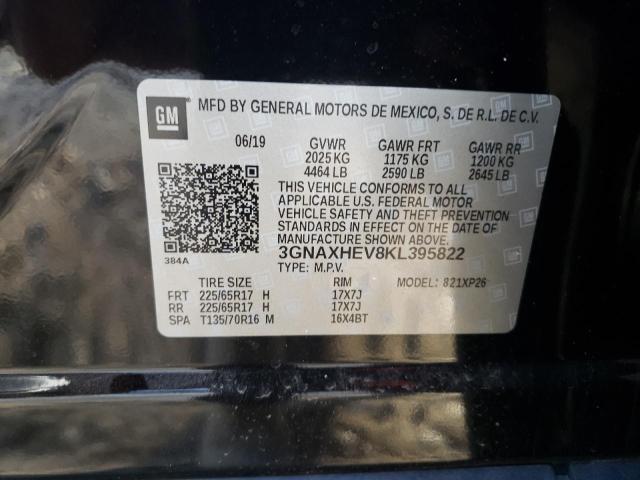 GM MFD BY GENERAL MOTORS DE MEXICO, S. DE R.L. DE C.V.
06/19 GVWR GAWR FRT GAWR RR
2025 KG 1175 KG 1200 KG
4464 LB 2590 LB 2645 LB
THIS VEHICLE CONFORMS TO ALL
APPLICABLE U.S. FEDERAL MOTOR
VEHICLE SAFETY AND THEFT PREVENTION
STANDARDS IN EFFECT ON THE DATE OF
MANUFACTURE SHOWN ABOVE.
384A 3GNAXHEV8KL395822
TYPE: M.P.V. MODEL: 821XP26
TIRE SIZE RIM
FRT 225/65R17 H 17X7J
RR 225/65R17 H 17X7J
SPA T135/70R16 M 16X4BT